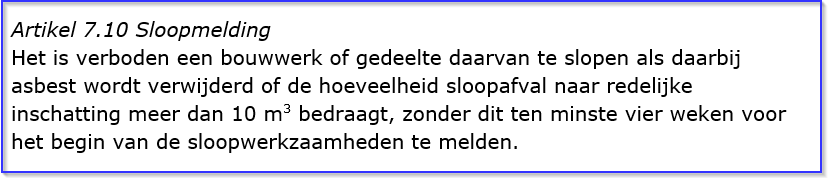 Artikel 7.10 Sloopmelding
Het is verboden een bouwwerk of gedeelte daarvan te slopen als daarbij
asbest wordt verwijderd of de hoeveelheid sloopafval naar redelijke
inschatting meer dan 10 m³ bedraagt, zonder dit ten minste vier weken voor
het begin van de sloopwerkzaamheden te melden.